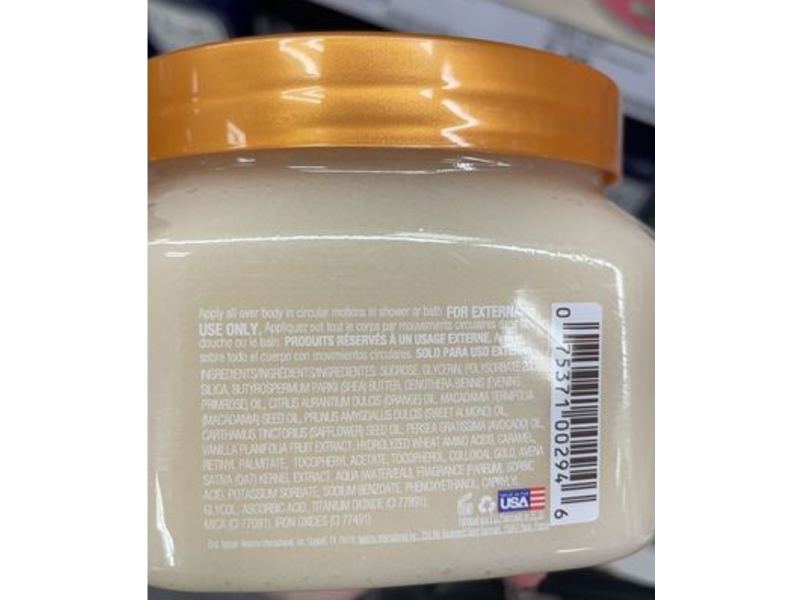 Apply all over body in circular motions in shower or bath. FOR EXTERNAL
USE ONLY. Appliquez sur tout le corps par mouvements circulaires dans la
douche ou le bain. PRODUITS RÉSERVÉS À UN USAGE EXTERNE.
sobre todo el cuerpo con movimientos circulares. SOLO PARA USO EXTERNO.
INGREDIENTS/INGRÉDIENTS/INGREDIENTES: SUCROSE, GLYCERIN, POLYSORBATE 20,
SILICA, BUTYROSPERMUM PARKII (SHEA) BUTTER, OENOTHERA BIENNIS (EVENING
PRIMROSE) OIL, CITRUS AURANTIUM DULCIS (ORANGE) OIL, MACADAMIA TERNIFOLIA
(MACADAMIA) SEED OIL, PRUNUS AMYGDALUS DULCIS (SWEET ALMOND) OIL,
CARTHAMUS TINCTORIUS (SAFFLOWER) SEED OIL, PERSEA GRATISSIMA (AVOCADO) OIL,
VANILLA PLANIFOLIA FRUIT EXTRACT, HYDROLYZED WHEAT AMINO ACIDS, CARAMEL,
RETINYL PALMITATE, TOCOPHERYL ACETATE, TOCOPHEROL, COLLOIDAL GOLD, AVENA
SATIVA (OAT) KERNEL EXTRACT, AQUA (WATER/EAU), FRAGRANCE (PARFUM), SORBIC
ACID, POTASSIUM SORBATE, SODIUM BENZOATE, PHENOXYETHANOL, CAPRYLYL
GLYCOL, ASCORBIC ACID, TITANIUM DIOXIDE (CI 77891),
MICA (CI 77091), IRON OXIDES (CI 77491)
USA
0 75371 00294 6